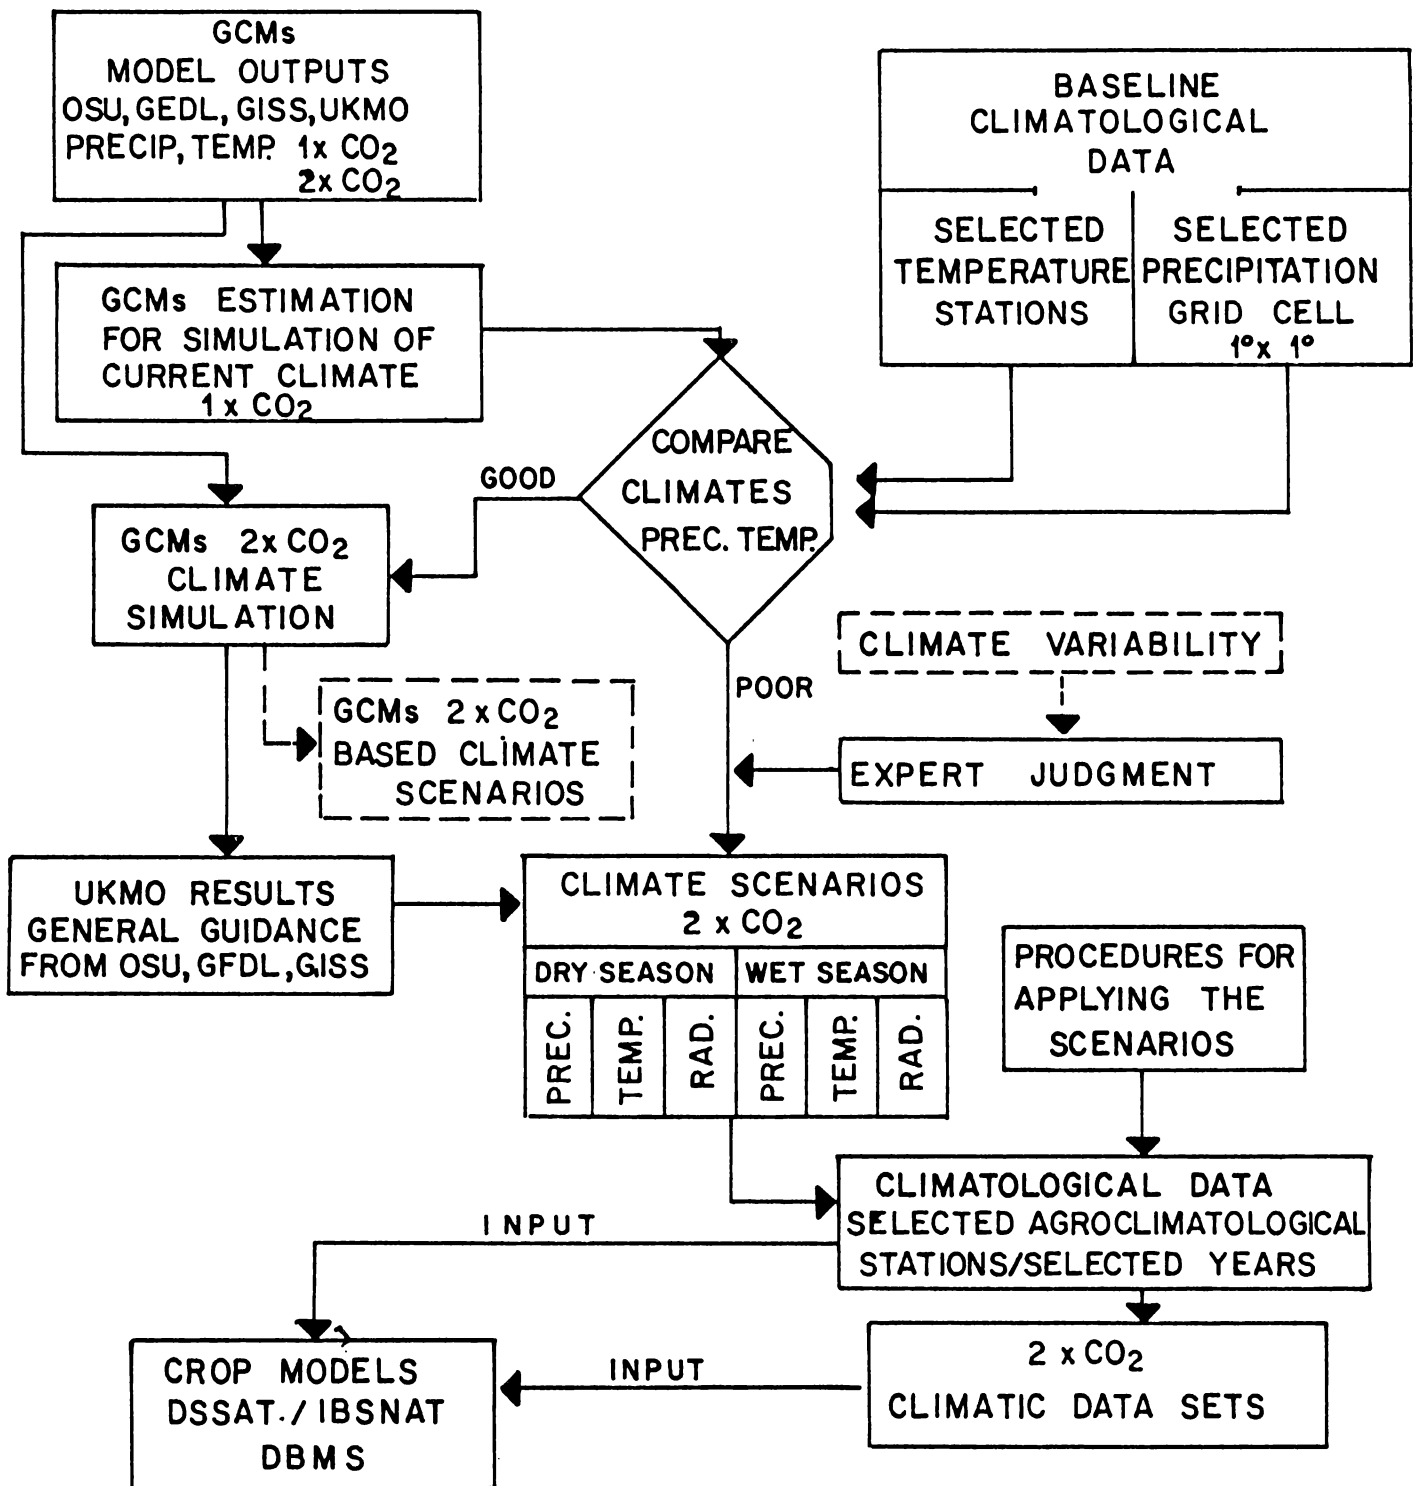 GCMs
MODEL OUTPUTS
OSU, GEDL, GISS, UKMO
PRECIP, TEMP. 1x CO2
2x CO2
BASELINE
CLIMATOLOGICAL
DATA
SELECTED
TEMPERATURE
STATIONS
SELECTED
PRECIPITATION
GRID CELL
1° x 1°
GCMs ESTIMATION
FOR SIMULATION OF
CURRENT CLIMATE
1 x CO2
COMPARE
CLIMATES
PREC. TEMP.
GOOD
GCMs 2x CO2
CLIMATE
SIMULATION
POOR
CLIMATE VARIABILITY
GCMs 2 x CO2
BASED CLIMATE
SCENARIOS
EXPERT JUDGMENT
UKMO RESULTS
GENERAL GUIDANCE
FROM OSU, GFDL, GISS
CLIMATE SCENARIOS
2 x CO2
DRY SEASON
WET SEASON
PREC.
TEMP.
RAD.
PREC.
TEMP.
RAD.
PROCEDURES FOR
APPLYING THE
SCENARIOS
CLIMATOLOGICAL DATA
SELECTED AGROCLIMATOLOGICAL
STATIONS/SELECTED YEARS
INPUT
2 x CO2
CLIMATIC DATA SETS
INPUT
CROP MODELS
DSSAT. / IBSNAT
DBMS